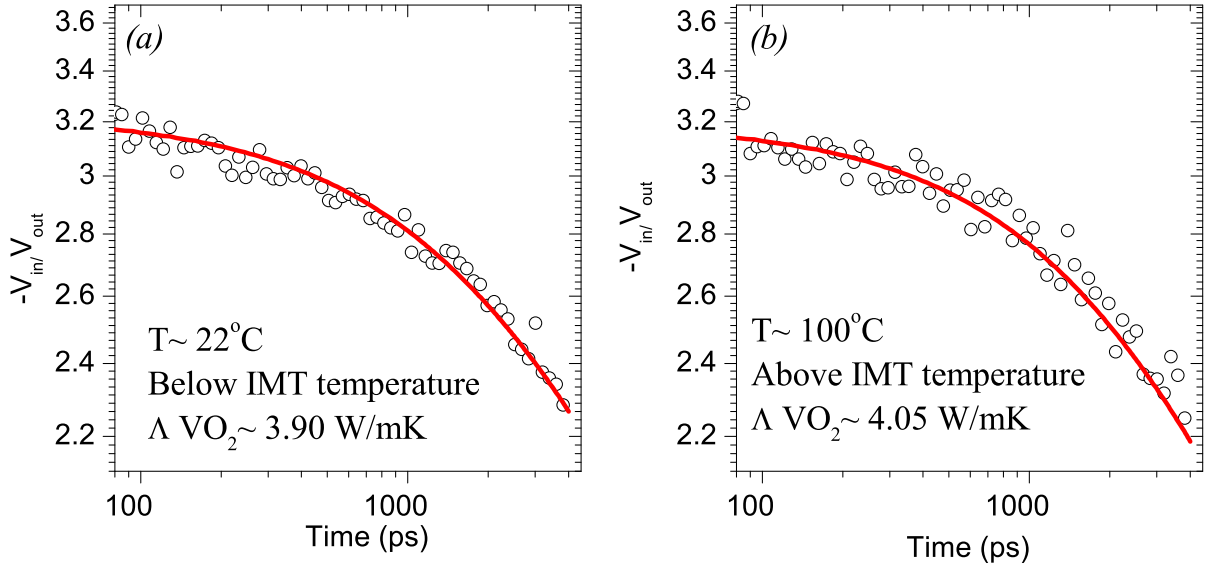 (a)
3.6
3.4
3.2
3
2.8
2.6
2.4
2.2
-V_in/V_out
T~ 22°C
Below IMT temperature
Λ VO₂~ 3.90 W/mK
100
1000
Time (ps)
(b)
3.6
3.4
3.2
3
2.8
2.6
2.4
2.2
-V_in/V_out
T~ 100°C
Above IMT temperature
Λ VO₂~ 4.05 W/mK
100
1000
Time (ps)